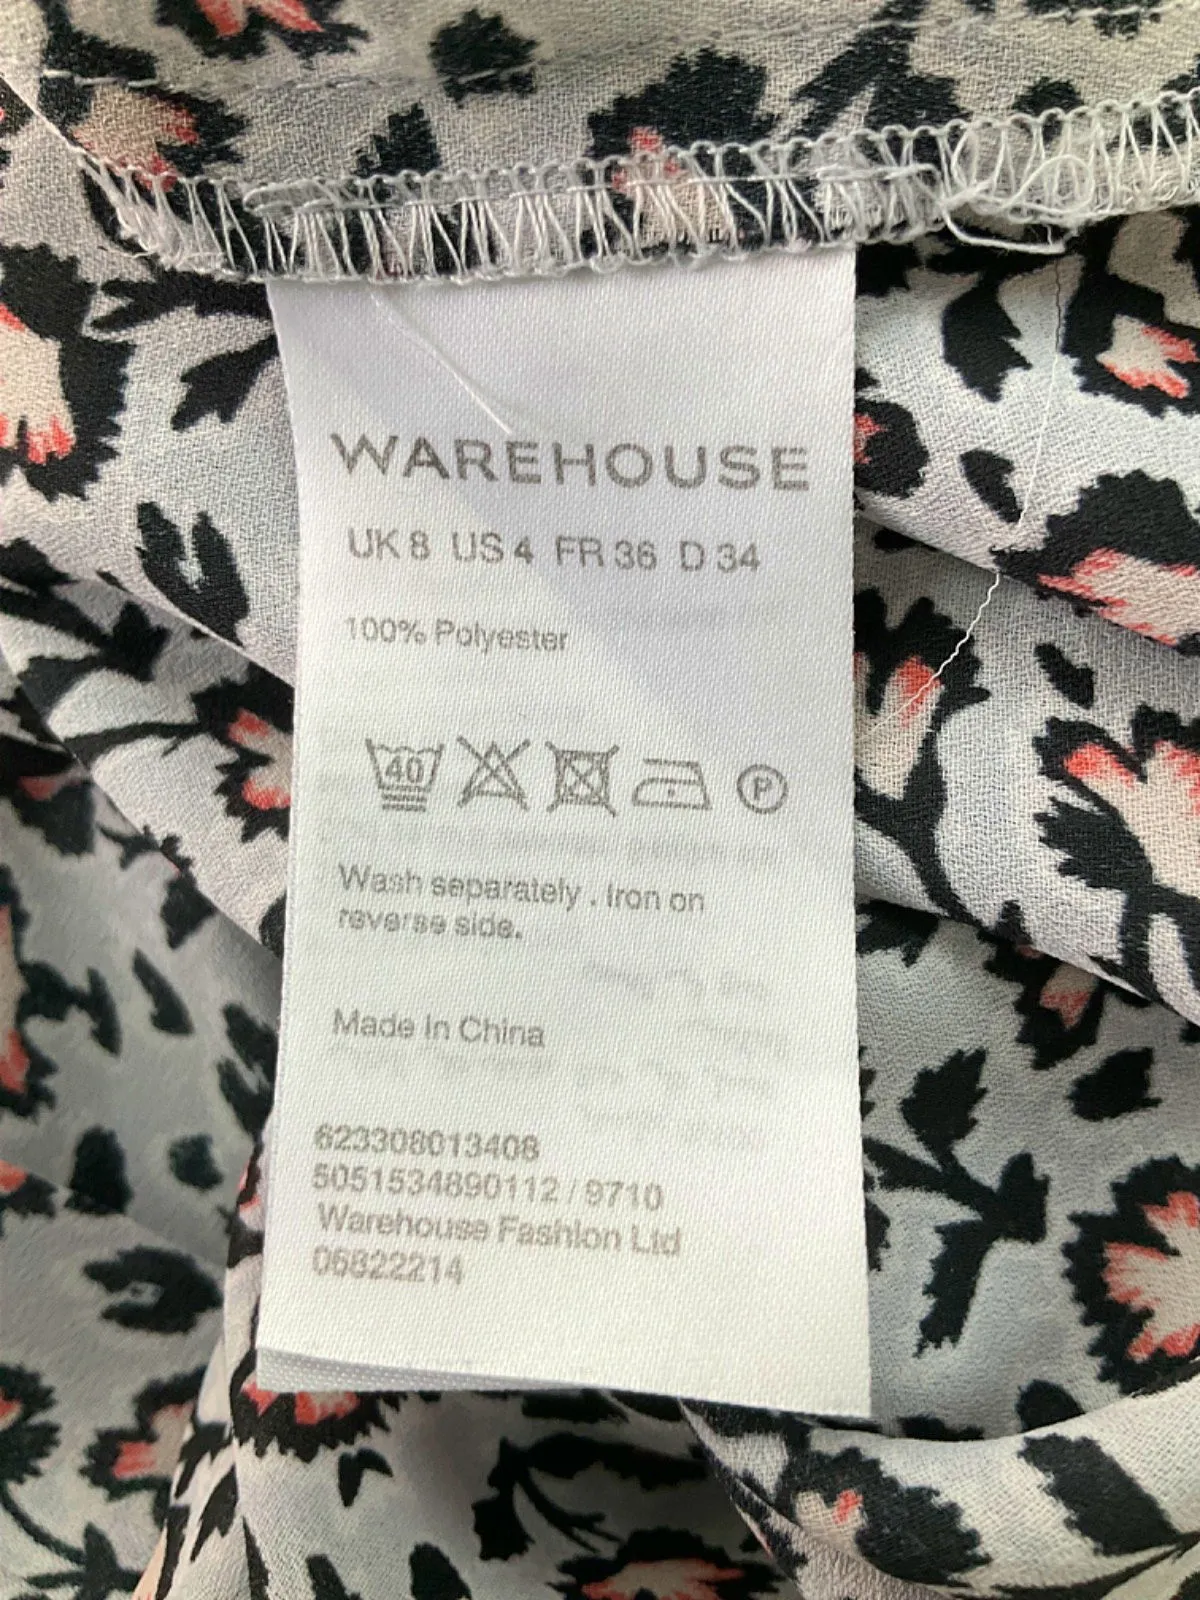 WAREHOUSE
UK 8 US 4 FR 36 D 34
100% Polyester
40 P
Wash separately . Iron on
reverse side.
Made In China
623308013408
5051534890112 / 9710
Warehouse Fashion Ltd
06822214